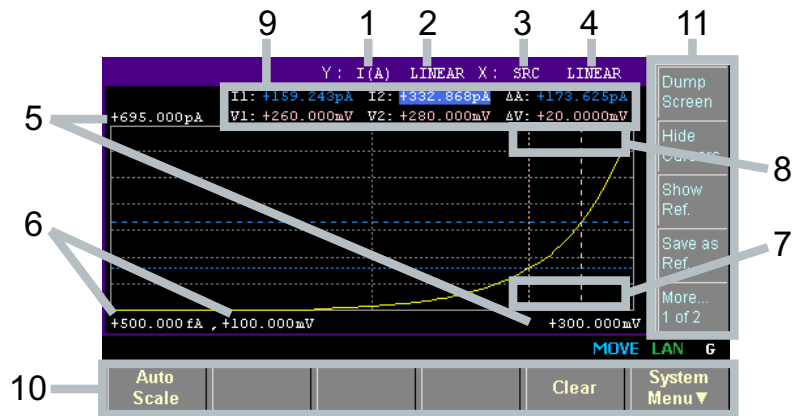 9 1 2 3 4 11
Y: I(A) LINEAR X: SRC LINEAR
I1: +159.243pA I2: +332.868pA ΔA: +173.625pA
V1: +260.000mV V2: +280.000mV ΔV: +20.0000mV
+695.000pA
5
6
8
7
+500.000fA ,+100.000mV +300.000mV
MOVE LAN G
Dump
Screen
Hide
Cursors
Show
Ref.
Save as
Ref.
More...
1 of 2
10
Auto
Scale
Clear
System
Menu▼